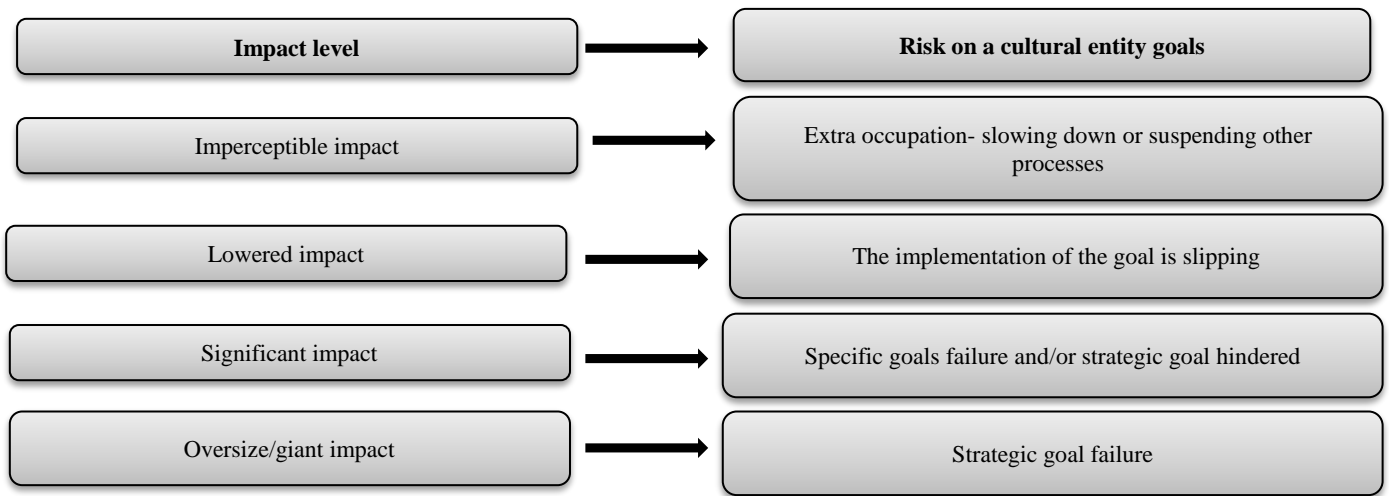 Impact level
Risk on a cultural entity goals
Imperceptible impact
Extra occupation- slowing down or suspending other
processes
Lowered impact
The implementation of the goal is slipping
Significant impact
Specific goals failure and/or strategic goal hindered
Oversize/giant impact
Strategic goal failure